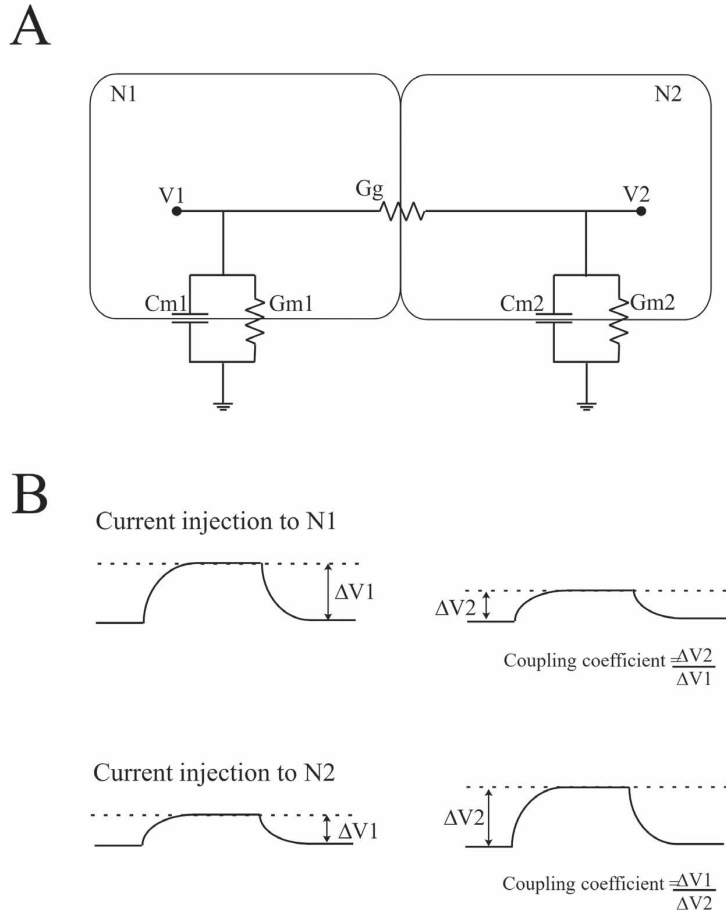 A
N1
N2
Gg
V1
V2
Cm1
Gm1
Cm2
Gm2
B
Current injection to N1
ΔV1
ΔV2
Coupling coefficient = ΔV2
ΔV1
Current injection to N2
ΔV1
ΔV2
Coupling coefficient = ΔV1
ΔV2